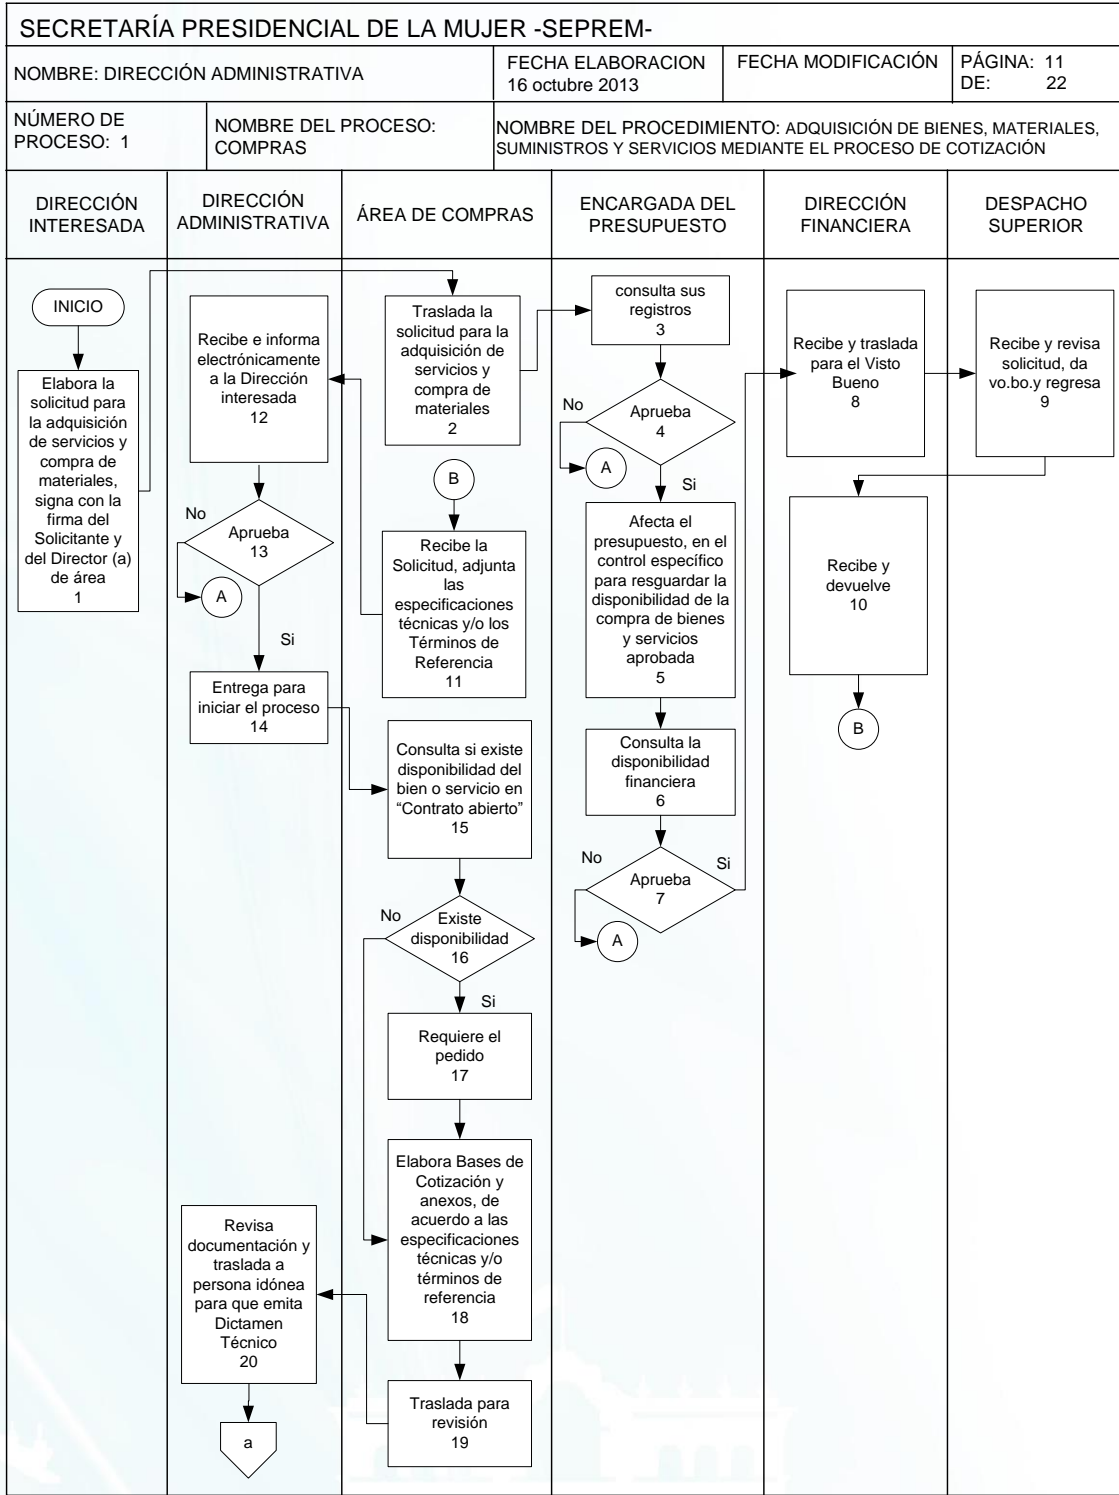 SECRETARÍA PRESIDENCIAL DE LA MUJER -SEPREM-
NOMBRE: DIRECCIÓN ADMINISTRATIVA
FECHA ELABORACION
16 octubre 2013
FECHA MODIFICACIÓN
PÁGINA: 11
DE: 22
NÚMERO DE
PROCESO: 1
NOMBRE DEL PROCESO:
COMPRAS
NOMBRE DEL PROCEDIMIENTO: ADQUISICIÓN DE BIENES, MATERIALES,
SUMINISTROS Y SERVICIOS MEDIANTE EL PROCESO DE COTIZACIÓN
DIRECCIÓN
INTERESADA
DIRECCIÓN
ADMINISTRATIVA
ÁREA DE COMPRAS
ENCARGADA DEL
PRESUPUESTO
DIRECCIÓN
FINANCIERA
DESPACHO
SUPERIOR
INICIO
Elabora la
solicitud para
la adquisición
de servicios y
compra de
materiales,
signa con la
firma del
Solicitante y
del Director (a)
de área
1
Recibe e informa
electrónicamente
a la Dirección
interesada
12
No
Aprueba
13
A
Si
Entrega para
iniciar el proceso
14
Revisa
documentación y
traslada a
persona idónea
para que emita
Dictamen
Técnico
20
a
Traslada la
solicitud para la
adquisición de
servicios y
compra de
materiales
2
B
Recibe la
Solicitud, adjunta
las
especificaciones
técnicas y/o los
Términos de
Referencia
11
Consulta si existe
disponibilidad del
bien o servicio en
“Contrato abierto”
15
No
Existe
disponibilidad
16
Si
Requiere el
pedido
17
Elabora Bases de
Cotización y
anexos, de
acuerdo a las
especificaciones
técnicas y/o
términos de
referencia
18
Traslada para
revisión
19
consulta sus
registros
3
No
Aprueba
4
A
Si
Afecta el
presupuesto, en el
control específico
para resguardar la
disponibilidad de la
compra de bienes
y servicios
aprobada
5
Consulta la
disponibilidad
financiera
6
No
Si
Aprueba
7
A
Recibe y traslada
para el Visto
Bueno
8
Recibe y
devuelve
10
B
Recibe y revisa
solicitud, da
vo.bo.y regresa
9